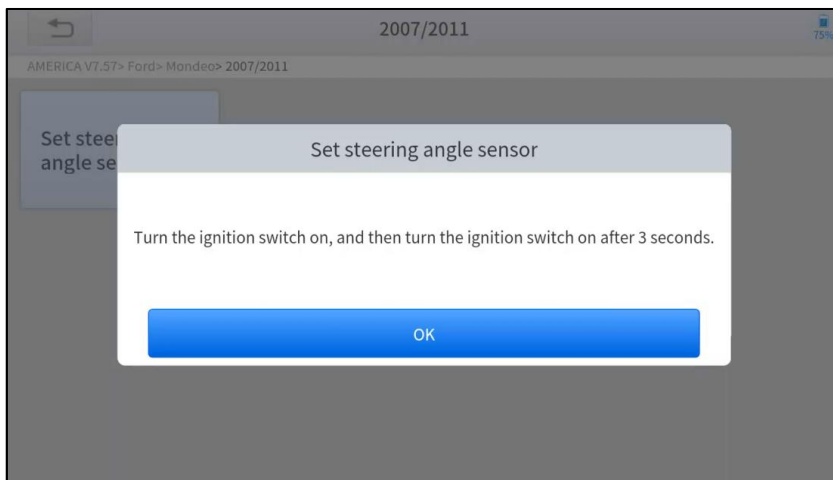 2007/2011
75%
AMERICA V7.57> Ford> Mondeo> 2007/2011
Set steer
angle se
Set steering angle sensor
Turn the ignition switch on, and then turn the ignition switch on after 3 seconds.
OK